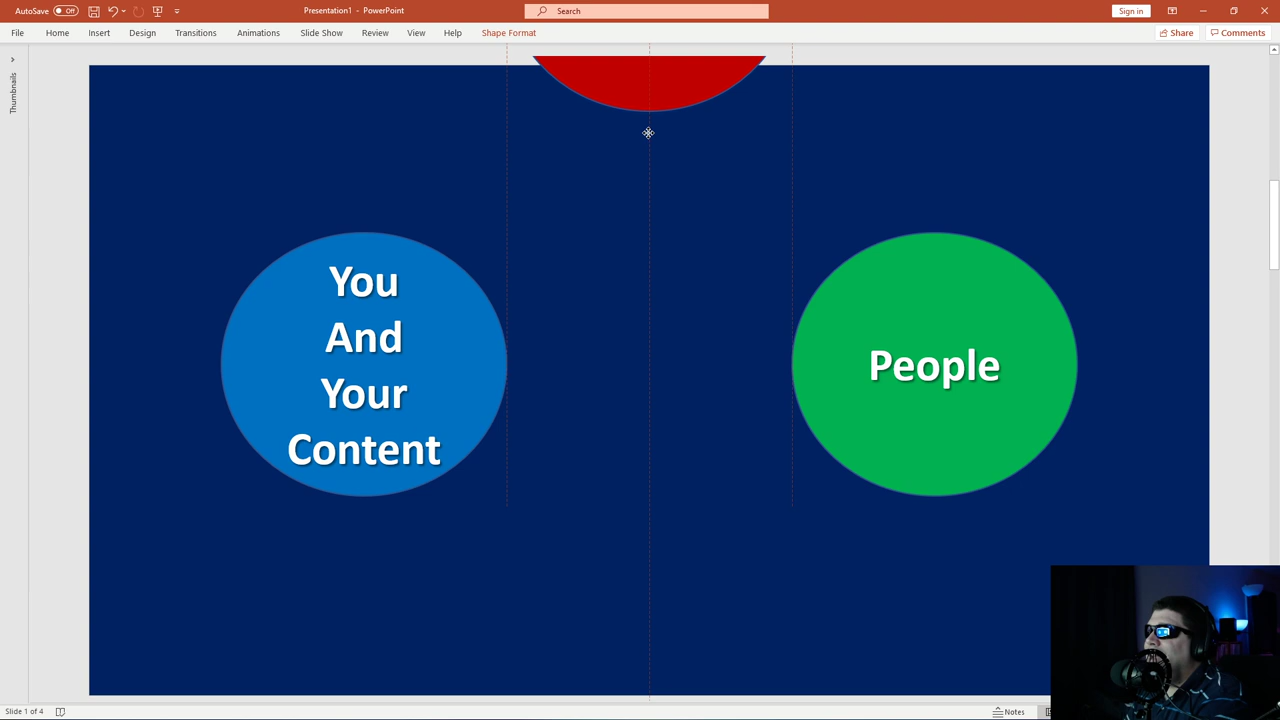 AutoSave Off Presentation1 - PowerPoint Search Sign in
File Home Insert Design Transitions Animations Slide Show Review View Help Shape Format Share Comments
Thumbnails
You
And
Your
Content
People
Slide 1 of 4 Notes